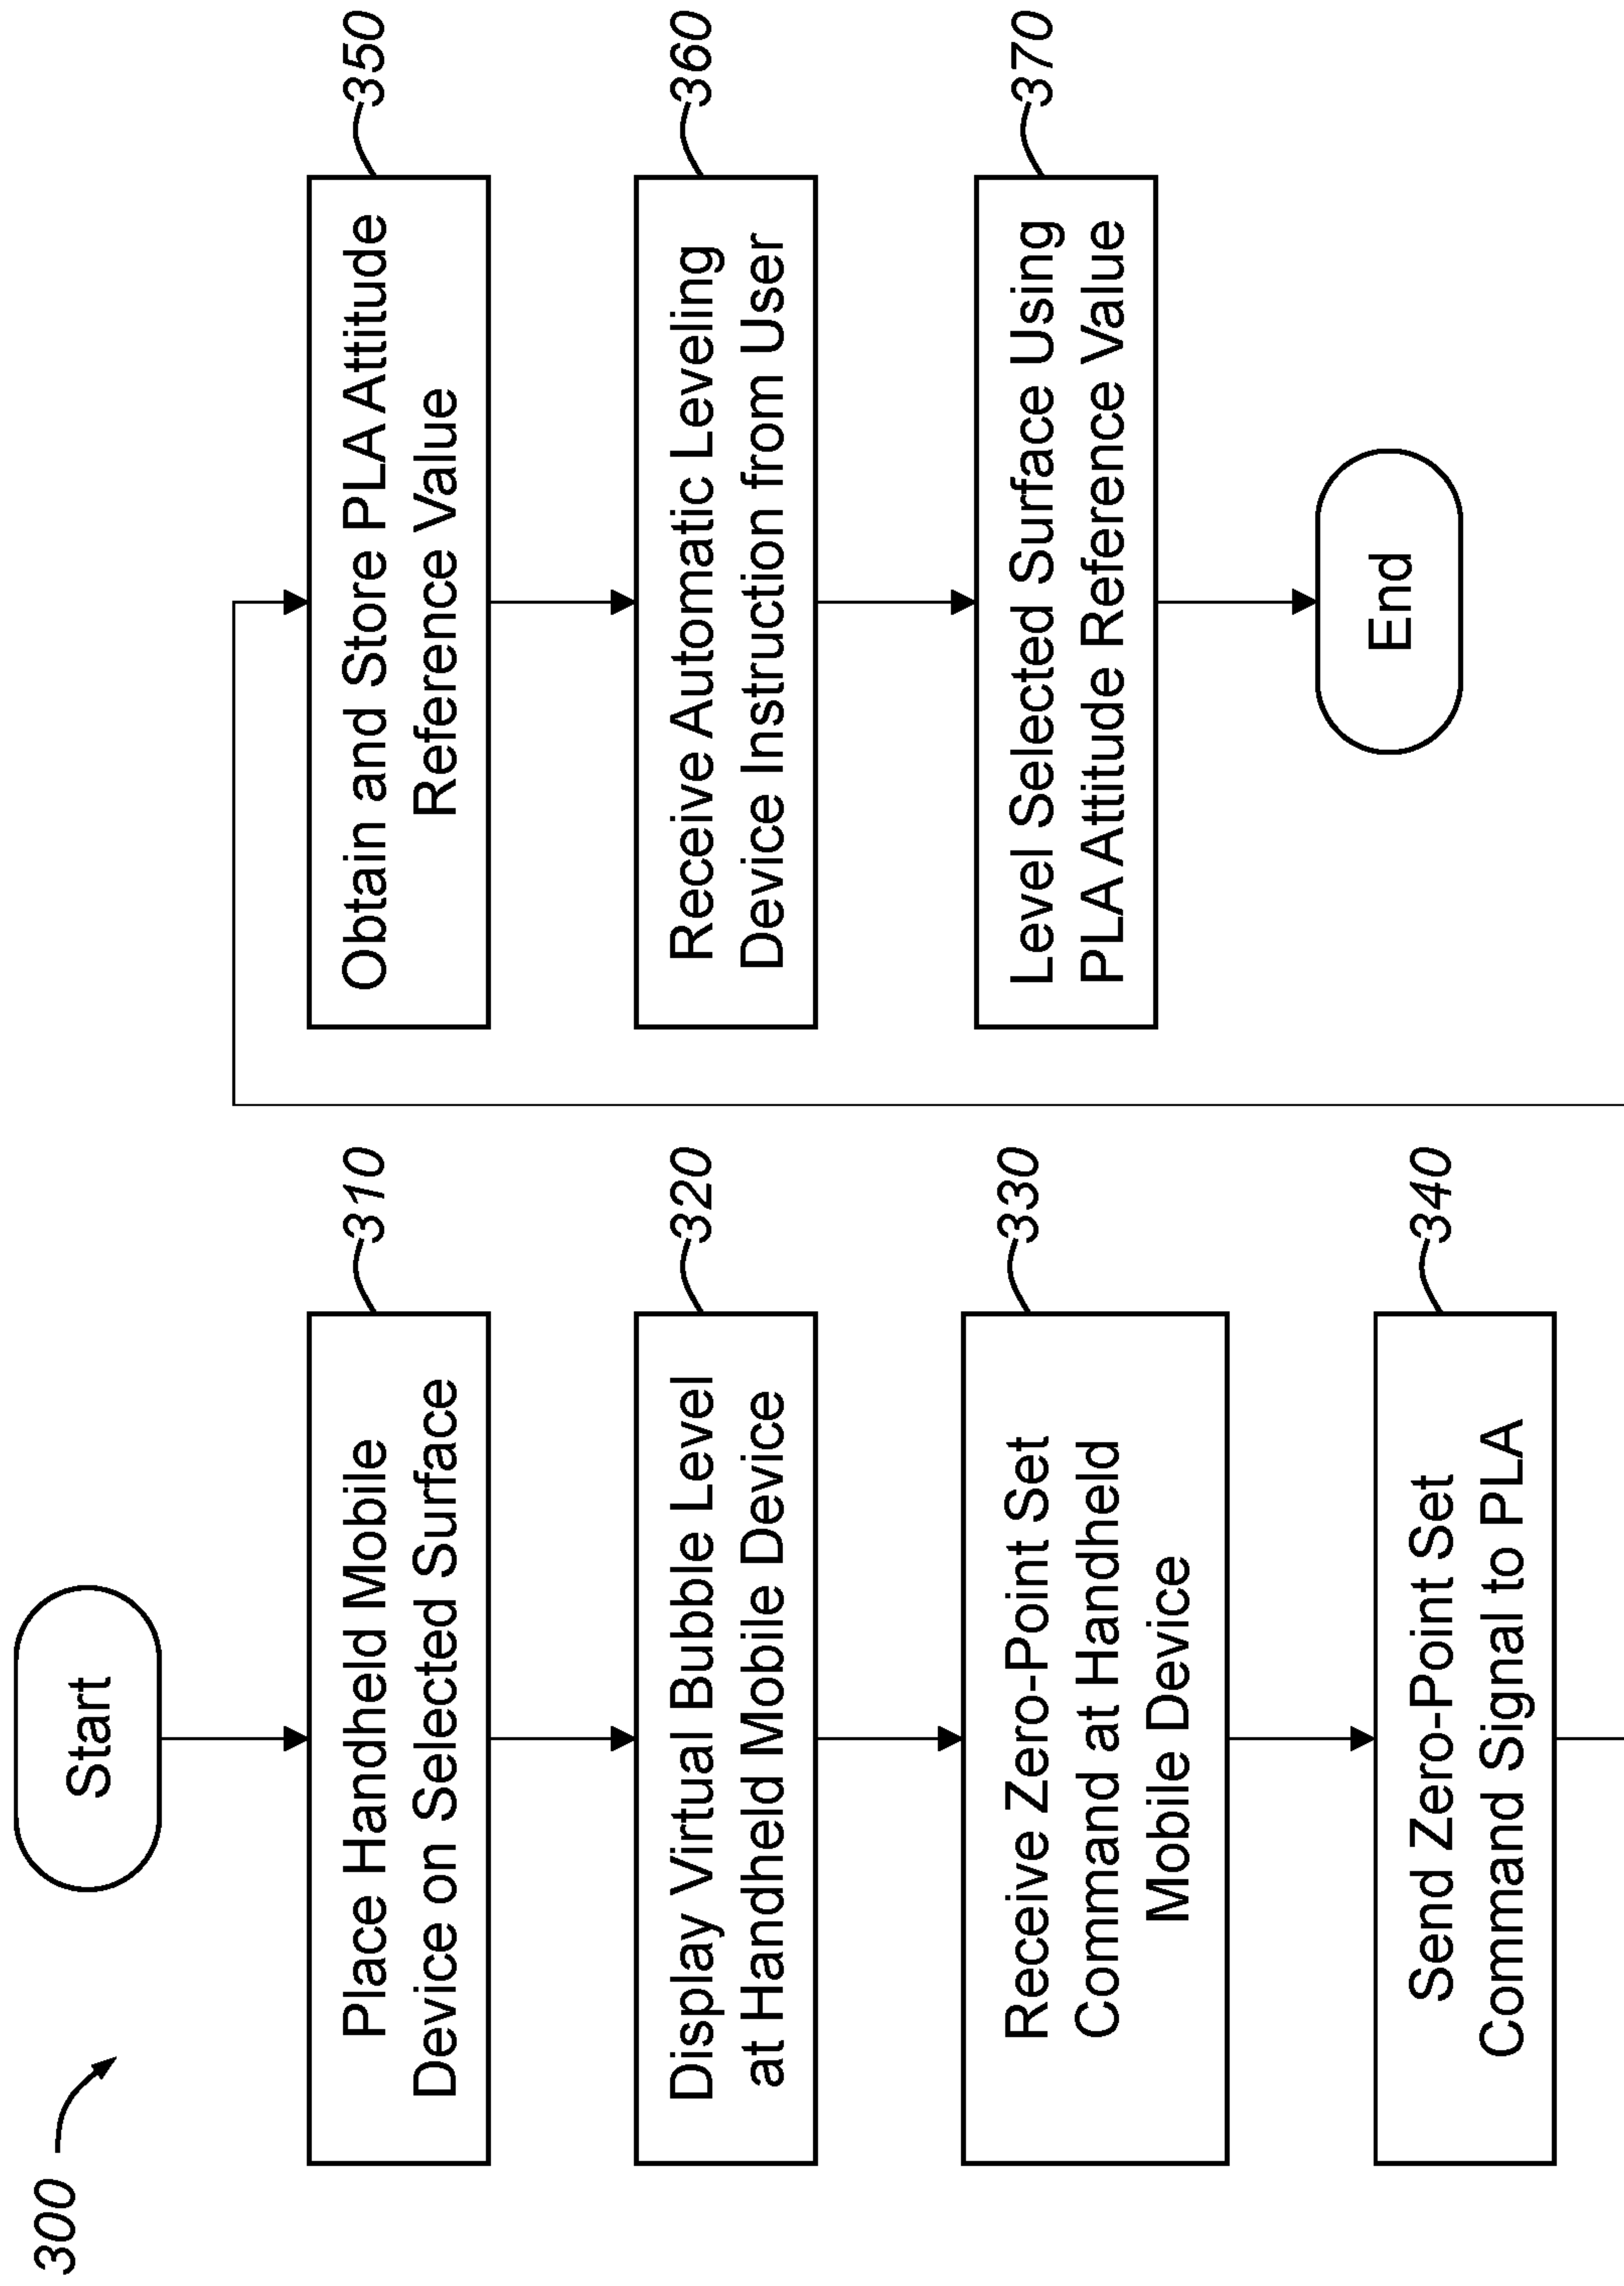 300
Start
Place Handheld Mobile
Device on Selected Surface
310
Display Virtual Bubble Level
at Handheld Mobile Device
320
Receive Zero-Point Set
Command at Handheld
Mobile Device
330
Send Zero-Point Set
Command Signal to PLA
340
Obtain and Store PLA Attitude
Reference Value
350
Receive Automatic Leveling
Device Instruction from User
360
Level Selected Surface Using
PLA Attitude Reference Value
370
End